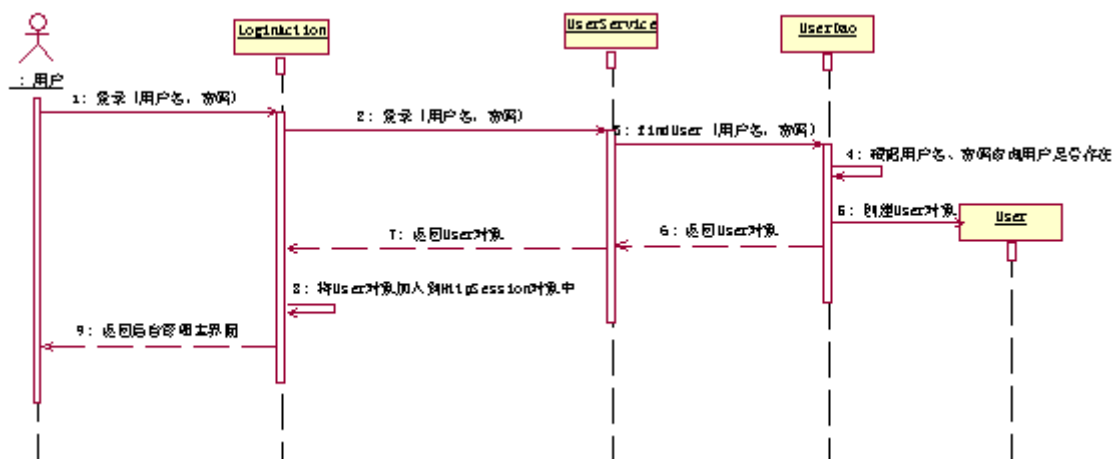 LoginAction
UserService
UserDao
: 用户
1: 登录(用户名, 密码)
2: 登录(用户名, 密码)
3: findUser(用户名, 密码)
4: 根据用户名、密码查询用户是否存在
5: 创建User对象
User
6: 返回User对象
7: 返回User对象
8: 将User对象加入到HttpSession对象中
9: 返回后台管理主界面